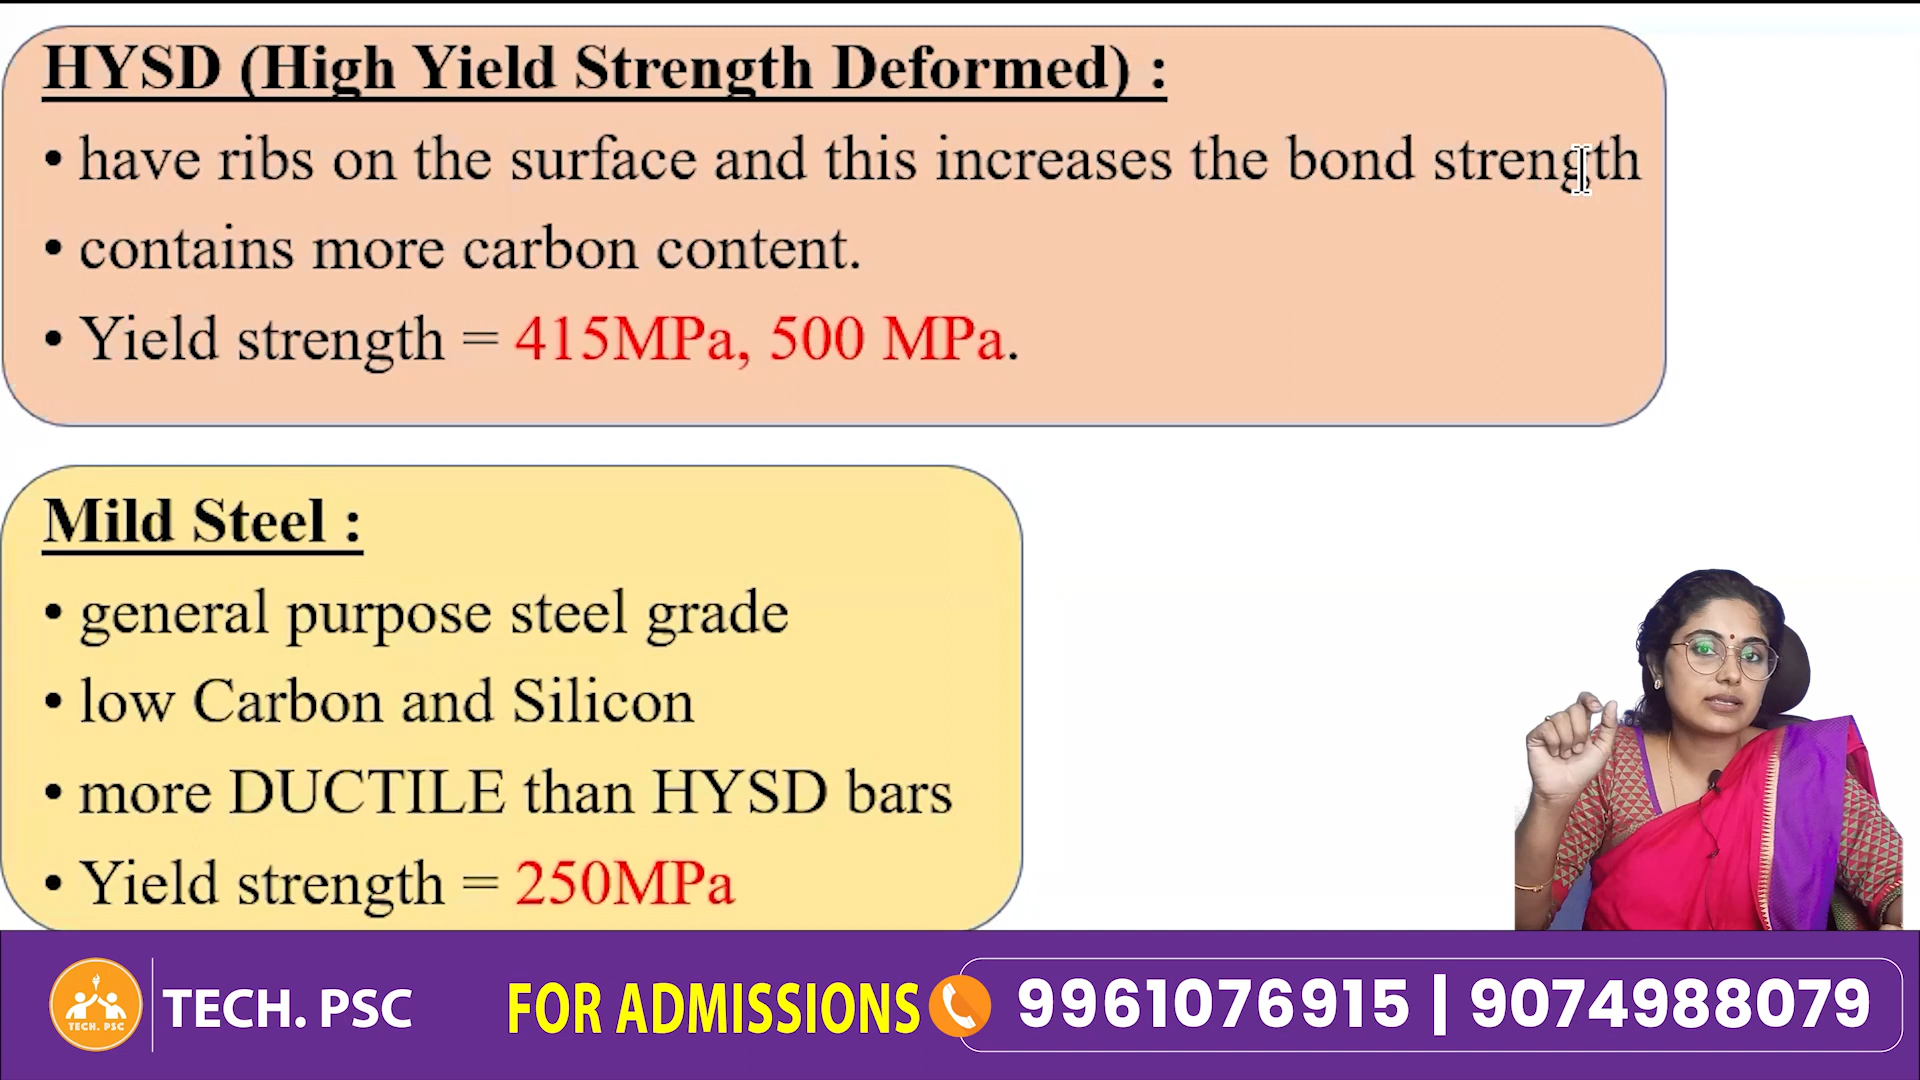 HYSD (High Yield Strength Deformed) :
• have ribs on the surface and this increases the bond strength
• contains more carbon content.
• Yield strength = 415MPa, 500 MPa.
Mild Steel :
• general purpose steel grade
• low Carbon and Silicon
• more DUCTILE than HYSD bars
• Yield strength = 250MPa
TECH. PSC
TECH. PSC
FOR ADMISSIONS
9961076915 | 9074988079